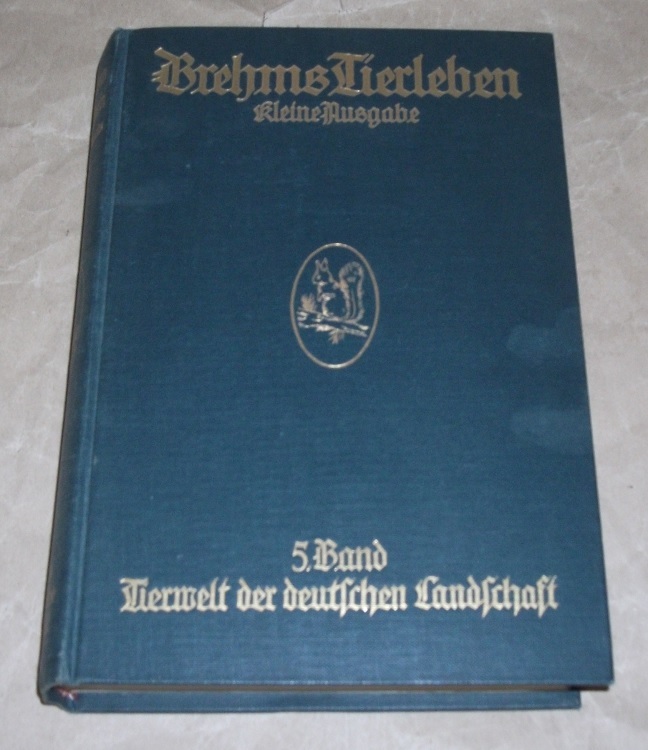 Brehms Tierleben
Kleine Ausgabe
5. Band
Tierwelt der deutſchen Landſchaft